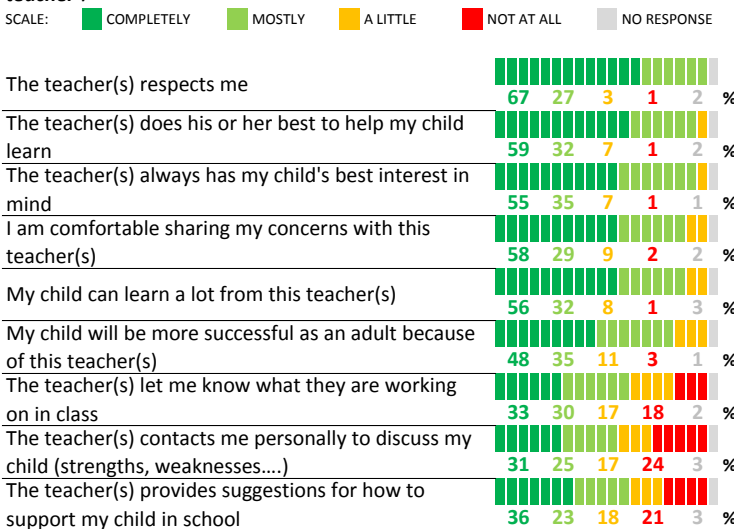 teacher?
SCALE: COMPLETELY MOSTLY A LITTLE NOT AT ALL NO RESPONSE
The teacher(s) respects me
67 27 3 1 2 %
The teacher(s) does his or her best to help my child
learn
59 32 7 1 2 %
The teacher(s) always has my child's best interest in
mind
55 35 7 1 1 %
I am comfortable sharing my concerns with this
teacher(s)
58 29 9 2 2 %
My child can learn a lot from this teacher(s)
56 32 8 1 3 %
My child will be more successful as an adult because
of this teacher(s)
48 35 11 3 1 %
The teacher(s) let me know what they are working
on in class
33 30 17 18 2 %
The teacher(s) contacts me personally to discuss my
child (strengths, weaknesses....)
31 25 17 24 3 %
The teacher(s) provides suggestions for how to
support my child in school
36 23 18 21 3 %